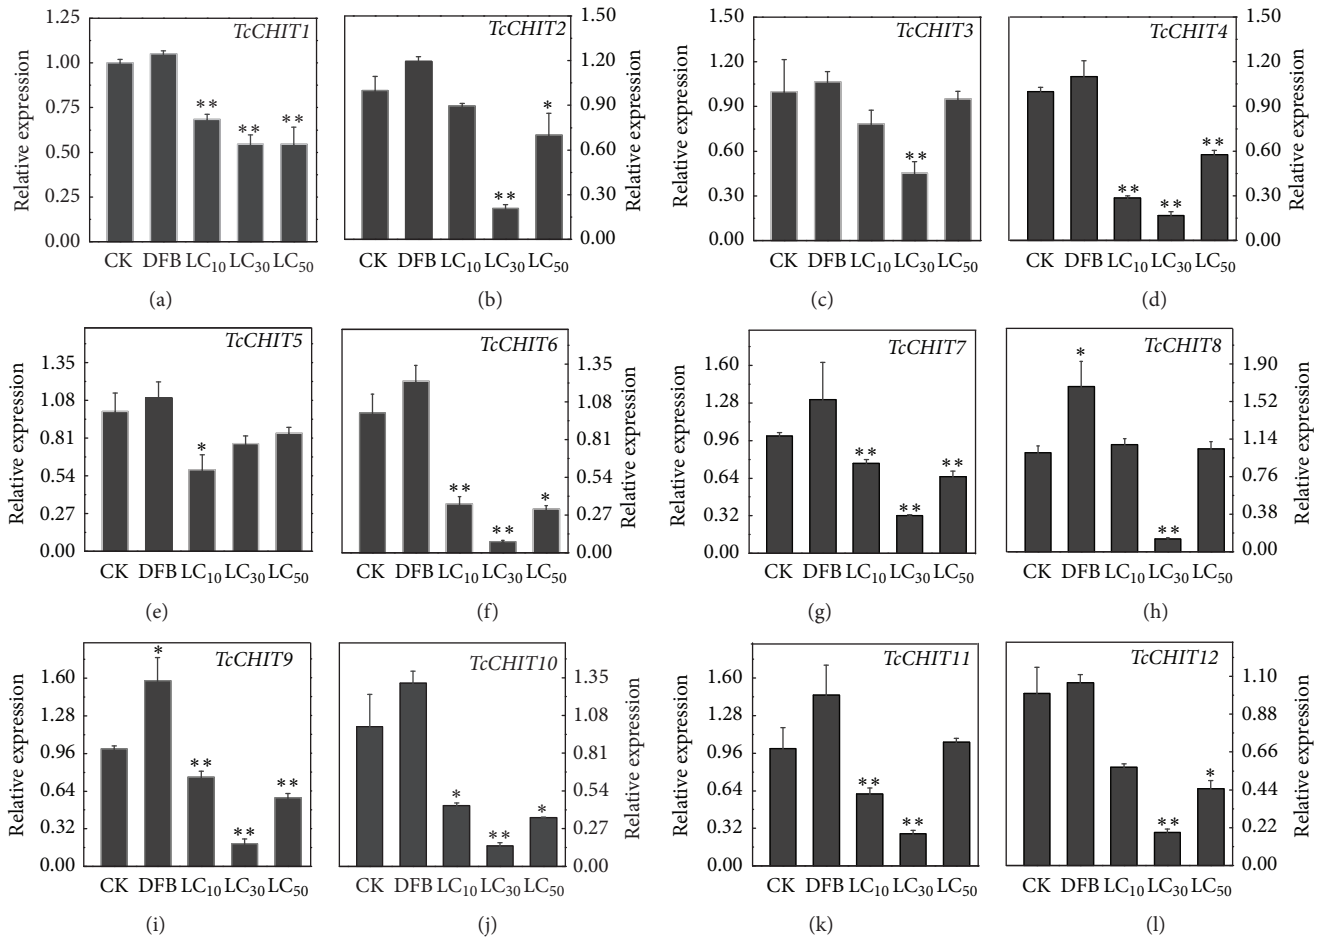 TcCHIT1
Relative expression
1.25
1.00
0.75
0.50
0.25
0.00
**
**
**
CK DFB LC10 LC30 LC50
(a)
TcCHIT2
1.50
1.20
0.90
0.60
0.30
0.00
Relative expression
**
*
CK DFB LC10 LC30 LC50
(b)
TcCHIT3
Relative expression
1.50
1.20
0.90
0.60
0.30
0.00
**
CK DFB LC10 LC30 LC50
(c)
TcCHIT4
1.50
1.20
0.90
0.60
0.30
0.00
Relative expression
**
**
**
CK DFB LC10 LC30 LC50
(d)
TcCHIT5
Relative expression
1.35
1.08
0.81
0.54
0.27
0.00
*
CK DFB LC10 LC30 LC50
(e)
TcCHIT6
1.35
1.08
0.81
0.54
0.27
0.00
Relative expression
**
**
*
CK DFB LC10 LC30 LC50
(f)
TcCHIT7
Relative expression
1.60
1.28
0.96
0.64
0.32
0.00
**
**
**
CK DFB LC10 LC30 LC50
(g)
TcCHIT8
1.90
1.52
1.14
0.76
0.38
0.00
Relative expression
*
**
CK DFB LC10 LC30 LC50
(h)
TcCHIT9
Relative expression
1.60
1.28
0.96
0.64
0.32
0.00
*
**
**
**
CK DFB LC10 LC30 LC50
(i)
TcCHIT10
1.35
1.08
0.81
0.54
0.27
0.00
Relative expression
*
**
*
CK DFB LC10 LC30 LC50
(j)
TcCHIT11
Relative expression
1.60
1.28
0.96
0.64
0.32
0.00
**
**
CK DFB LC10 LC30 LC50
(k)
TcCHIT12
1.10
0.88
0.66
0.44
0.22
0.00
Relative expression
**
*
CK DFB LC10 LC30 LC50
(l)